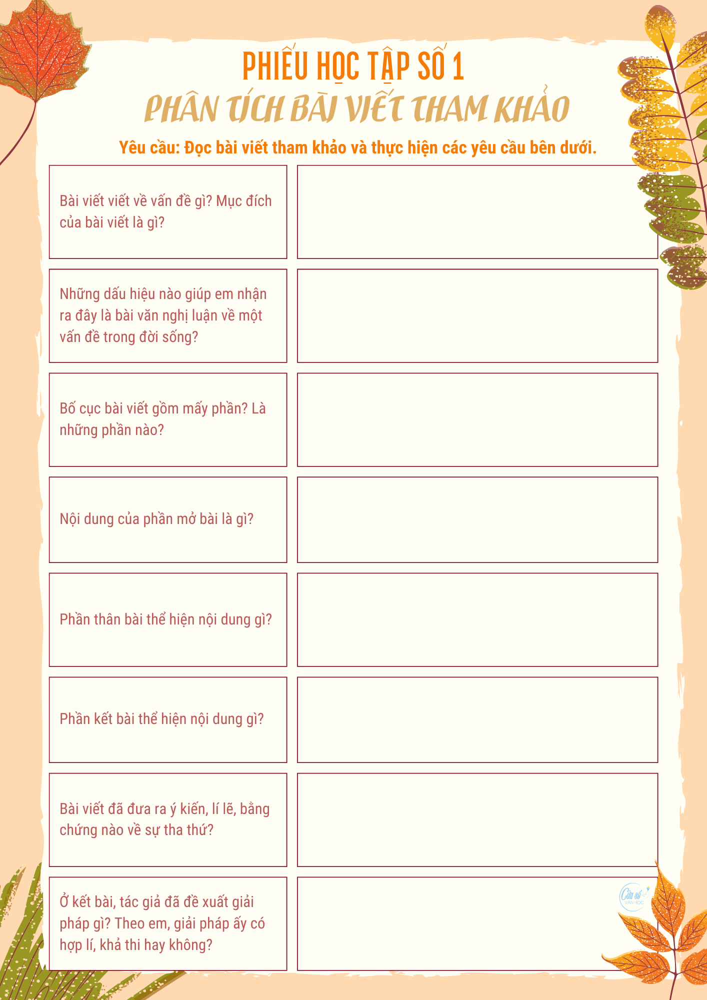 PHIẾU HỌC TẬP SỐ 1
PHÂN TÍCH BÀI VIẾT THAM KHẢO
Yêu cầu: Đọc bài viết tham khảo và thực hiện các yêu cầu bên dưới.
Bài viết viết về vấn đề gì? Mục đích
của bài viết là gì?
Những dấu hiệu nào giúp em nhận
ra đây là bài văn nghị luận về một
vấn đề trong đời sống?
Bố cục bài viết gồm mấy phần? Là
những phần nào?
Nội dung của phần mở bài là gì?
Phần thân bài thể hiện nội dung gì?
Phần kết bài thể hiện nội dung gì?
Bài viết đã đưa ra ý kiến, lí lẽ, bằng
chứng nào về sự tha thứ?
Ở kết bài, tác giả đã đề xuất giải
pháp gì? Theo em, giải pháp ấy có
hợp lí, khả thi hay không?
Cửa sổ
VĂN HỌC